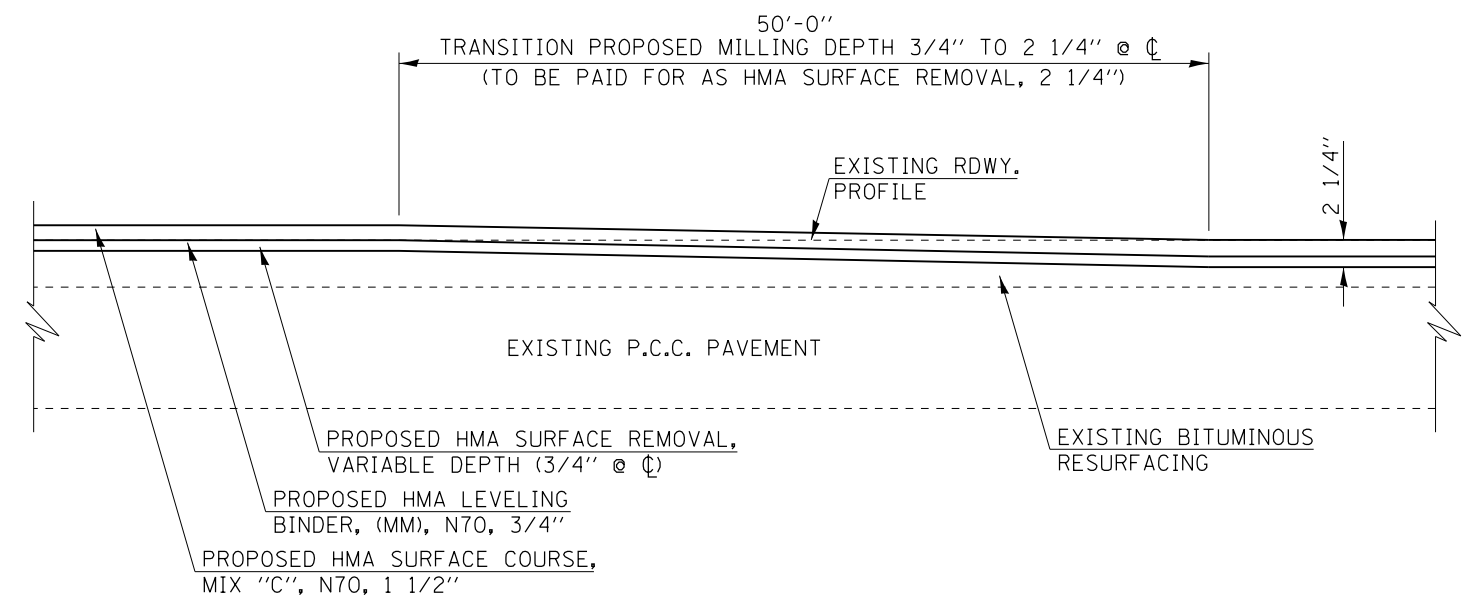 50'-0"
TRANSITION PROPOSED MILLING DEPTH 3/4" TO 2 1/4" @ ℄
(TO BE PAID FOR AS HMA SURFACE REMOVAL, 2 1/4")
EXISTING RDWY.
PROFILE
2 1/4"
EXISTING P.C.C. PAVEMENT
PROPOSED HMA SURFACE REMOVAL,
VARIABLE DEPTH (3/4" @ ℄)
EXISTING BITUMINOUS
RESURFACING
PROPOSED HMA LEVELING
BINDER, (MM), N70, 3/4"
PROPOSED HMA SURFACE COURSE,
MIX "C", N70, 1 1/2"